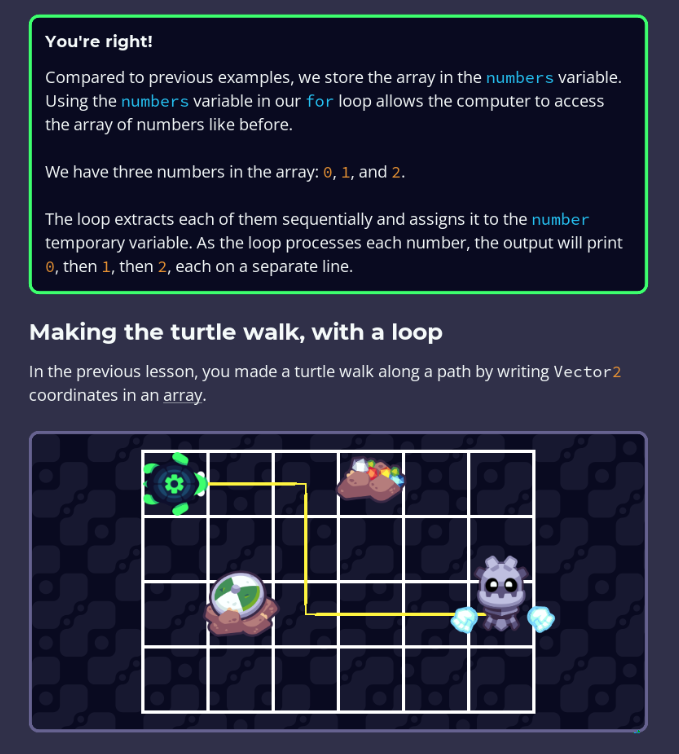 You're right!
Compared to previous examples, we store the array in the numbers variable.
Using the numbers variable in our for loop allows the computer to access
the array of numbers like before.
We have three numbers in the array: 0, 1, and 2.
The loop extracts each of them sequentially and assigns it to the number
temporary variable. As the loop processes each number, the output will print
0, then 1, then 2, each on a separate line.
Making the turtle walk, with a loop
In the previous lesson, you made a turtle walk along a path by writing Vector2
coordinates in an array.